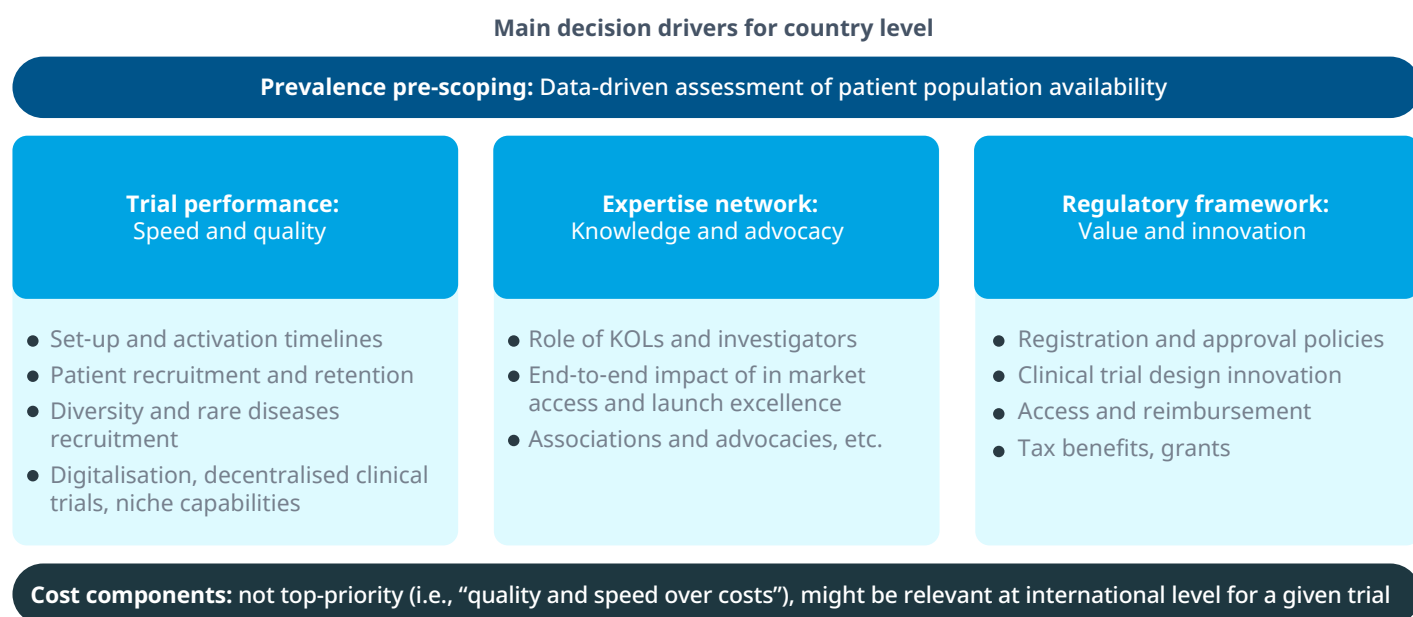 Main decision drivers for country level
Prevalence pre-scoping: Data-driven assessment of patient population availability
Trial performance:
Speed and quality
Set-up and activation timelines
Patient recruitment and retention
Diversity and rare diseases
recruitment
Digitalisation, decentralised clinical
trials, niche capabilities
Expertise network:
Knowledge and advocacy
Role of KOLs and investigators
End-to-end impact of in market
access and launch excellence
Associations and advocacies, etc.
Regulatory framework:
Value and innovation
Registration and approval policies
Clinical trial design innovation
Access and reimbursement
Tax benefits, grants
Cost components: not top-priority (i.e., “quality and speed over costs”), might be relevant at international level for a given trial